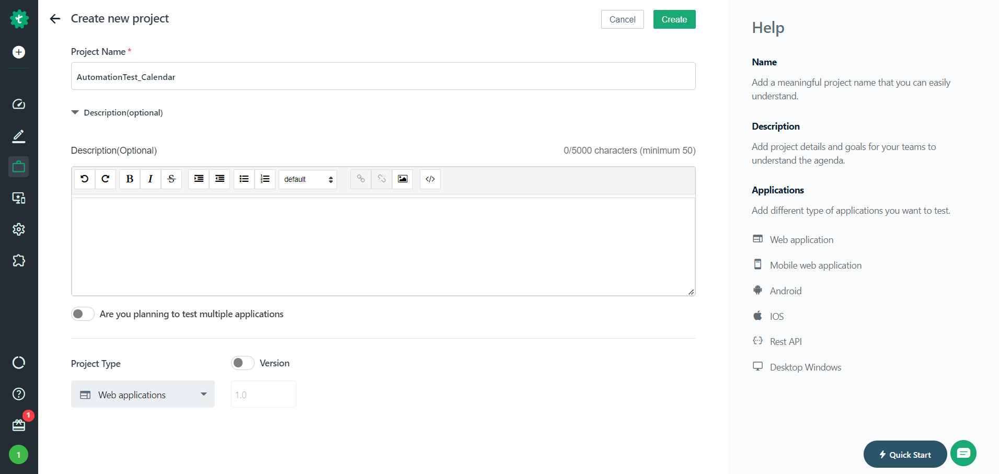 Create new project
Cancel
Create
Project Name *
AutomationTest_Calendar
Description(optional)
Description(Optional)
0/5000 characters (minimum 50)
B I S
default
</>
Are you planning to test multiple applications
Project Type
Version
Web applications
1.0
Help
Name
Add a meaningful project name that you can easily
understand.
Description
Add project details and goals for your teams to
understand the agenda.
Applications
Add different type of applications you want to test.
Web application
Mobile web application
Android
IOS
Rest API
Desktop Windows
Quick Start
t
?
1
1